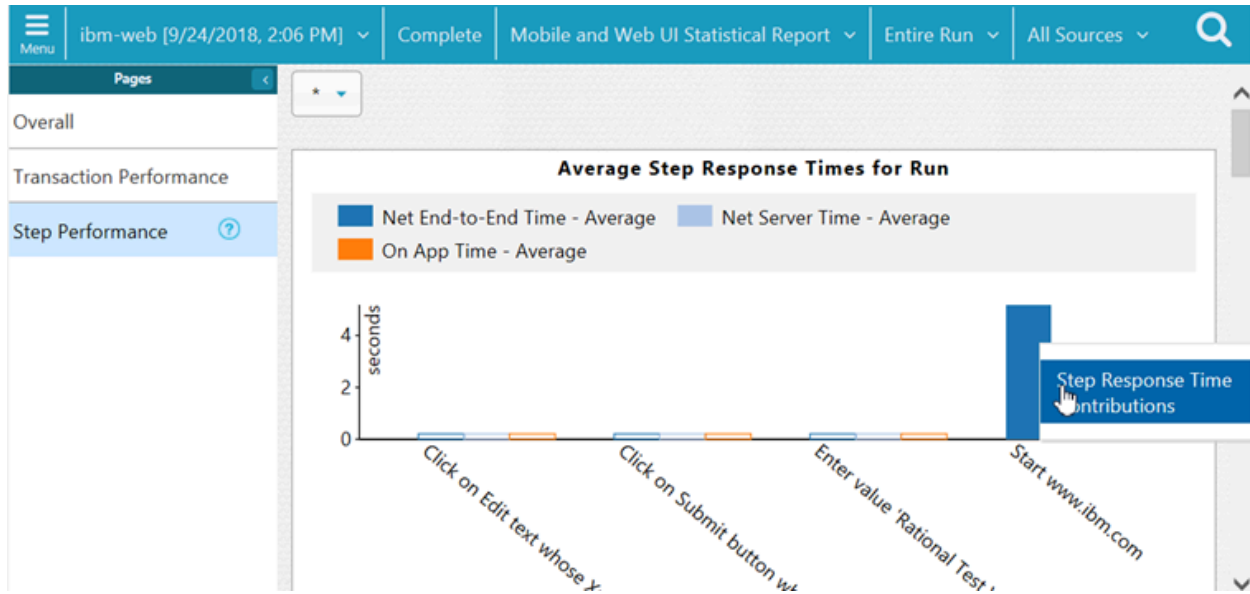 Menu
ibm-web [9/24/2018, 2:06 PM]
Complete
Mobile and Web UI Statistical Report
Entire Run
All Sources
Pages
Overall
Transaction Performance
Step Performance ?
*
Average Step Response Times for Run
Net End-to-End Time - Average Net Server Time - Average
On App Time - Average
seconds
4
2
0
Step Response Time
Contributions
Click on Edit text whose
Click on Submit button
Enter value 'Rational Test
Start www.ibm.com